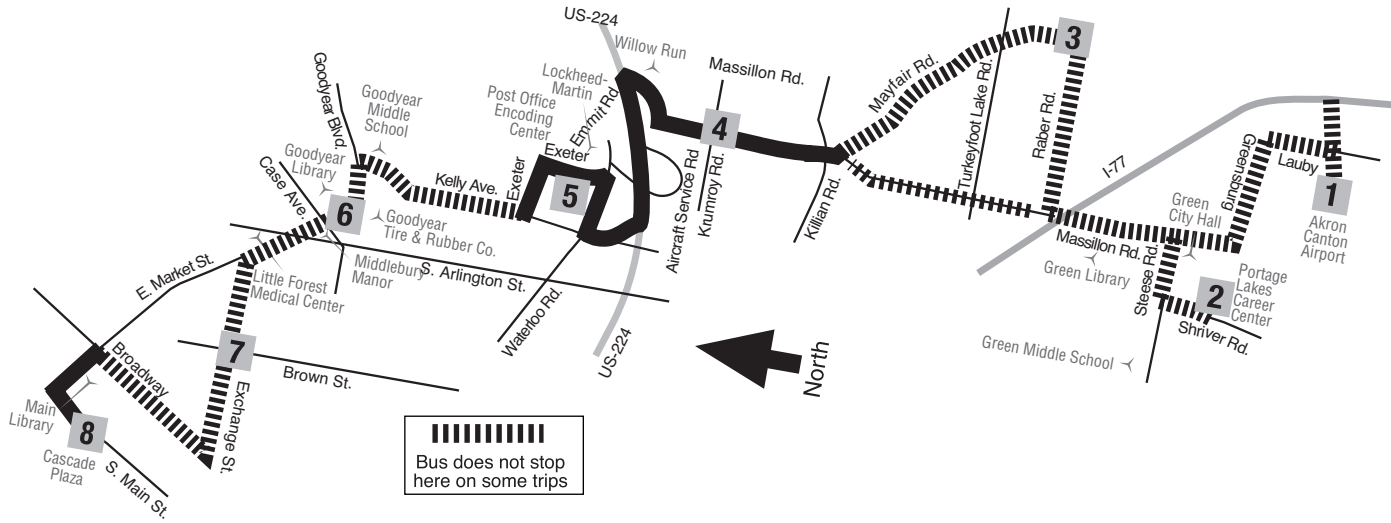 US-224
Willow Run
Lockheed-
Martin
Post Office
Encoding
Center
Emmit Rd.
Massillon Rd.
Mayfair Rd.
Turkeyfoot Lake Rd.
3
Raber Rd.
I-77
Goodyear Blvd.
Goodyear
Middle
School
Goodyear
Library
Case Ave.
Kelly Ave.
Exeter
Exeter
5
4
Aircraft Service Rd
Krumroy Rd.
Killian Rd.
Greensburg
Lauby
1
Akron
Canton
Airport
Green
City Hall
Massillon Rd.
Green Library
Steese Rd.
2
Portage
Lakes
Career
Center
Shriver Rd.
Green Middle School
6
Goodyear
Tire & Rubber Co.
Middlebury
Manor
S. Arlington St.
E. Market St.
Little Forest
Medical Center
Waterloo Rd.
US-224
North
Broadway
7
Brown St.
Exchange St.
Main
Library
8
Cascade
Plaza
S. Main St.
Bus does not stop
here on some trips